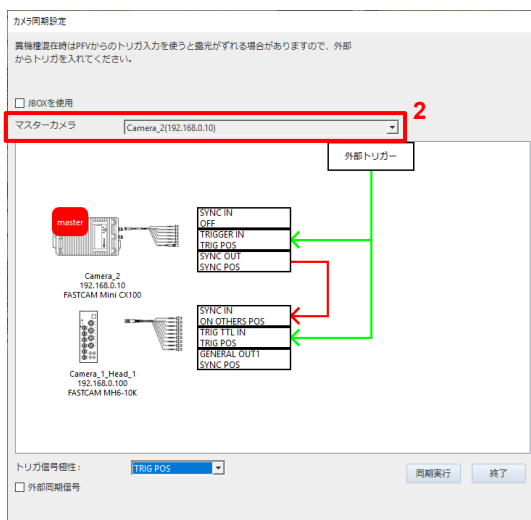 カメラ同期設定
異機種混在時はPFVからのトリガ入力を使うと露光がずれる場合がありますので、外部
からトリガを入れてください。
JBOXを使用
2
マスターカメラ
Camera_2(192.168.0.10)
外部トリガー
master
SYNC IN
OFF
TRIGGER IN
TRIG POS
SYNC OUT
SYNC POS
Camera_2
192.168.0.10
FASTCAM Mini CX100
SYNC IN
ON OTHERS POS
TRIG TTL IN
TRIG POS
GENERAL OUT1
SYNC POS
Camera_1_Head_1
192.168.0.100
FASTCAM MH6-10K
トリガ信号極性：
TRIG POS
同期実行
終了
外部同期信号